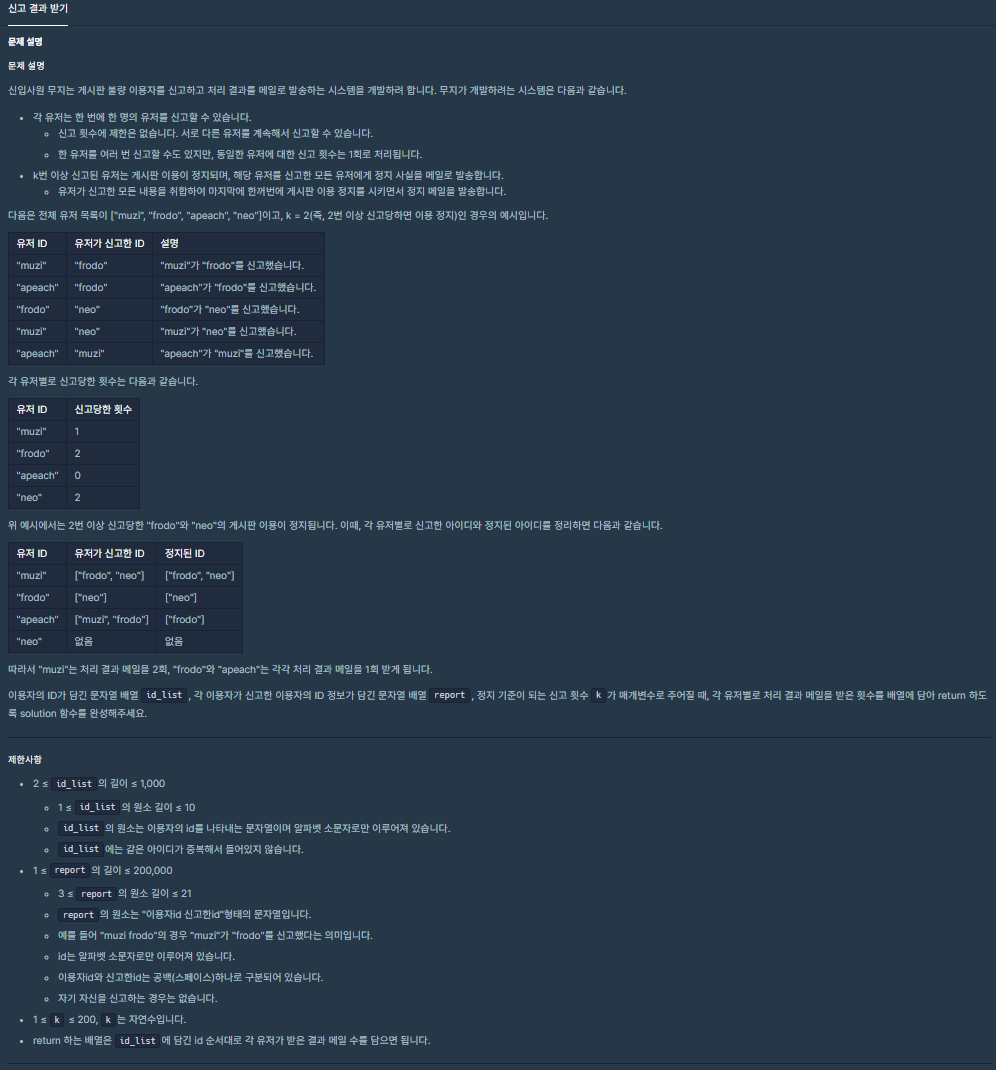 신고 결과 받기
문제 설명
문제 설명
신입사원 무지는 게시판 불량 이용자를 신고하고 처리 결과를 메일로 발송하는 시스템을 개발하려 합니다. 무지가 개발하려는 시스템은 다음과 같습니다.
각 유저는 한 번에 한 명의 유저를 신고할 수 있습니다.
신고 횟수에 제한은 없습니다. 서로 다른 유저를 계속해서 신고할 수 있습니다.
한 유저를 여러 번 신고할 수도 있지만, 동일한 유저에 대한 신고 횟수는 1회로 처리됩니다.
k번 이상 신고된 유저는 게시판 이용이 정지되며, 해당 유저를 신고한 모든 유저에게 정지 사실을 메일로 발송합니다.
유저가 신고한 모든 내용을 취합하여 마지막에 한꺼번에 게시판 이용 정지를 시키면서 정지 메일을 발송합니다.
다음은 전체 유저 목록이 ["muzi", "frodo", "apeach", "neo"]이고, k = 2(즉, 2번 이상 신고당하면 이용 정지)인 경우의 예시입니다.
유저 ID 유저가 신고한 ID 설명
"muzi" "frodo" "muzi"가 "frodo"를 신고했습니다.
"apeach" "frodo" "apeach"가 "frodo"를 신고했습니다.
"frodo" "neo" "frodo"가 "neo"를 신고했습니다.
"muzi" "neo" "muzi"가 "neo"를 신고했습니다.
"apeach" "muzi" "apeach"가 "muzi"를 신고했습니다.
각 유저별로 신고당한 횟수는 다음과 같습니다.
유저 ID 신고당한 횟수
"muzi" 1
"frodo" 2
"apeach" 0
"neo" 2
위 예시에서는 2번 이상 신고당한 "frodo"와 "neo"의 게시판 이용이 정지됩니다. 이때, 각 유저별로 신고한 아이디와 정지된 아이디를 정리하면 다음과 같습니다.
유저 ID 유저가 신고한 ID 정지된 ID
"muzi" ["frodo", "neo"] ["frodo", "neo"]
"frodo" ["neo"] ["neo"]
"apeach" ["muzi", "frodo"] ["frodo"]
"neo" 없음 없음
따라서 "muzi"는 처리 결과 메일을 2회, "frodo"와 "apeach"는 각각 처리 결과 메일을 1회 받게 됩니다.
이용자의 ID가 담긴 문자열 배열 id_list, 각 이용자가 신고한 이용자의 ID 정보가 담긴 문자열 배열 report, 정지 기준이 되는 신고 횟수 k가 매개변수로 주어질 때, 각 유저별로 처리 결과 메일을 받은 횟수를 배열에 담아 return 하도
록 solution 함수를 완성해주세요.
제한사항
2 ≤ id_list의 길이 ≤ 1,000
1 ≤ id_list의 원소 길이 ≤ 10
id_list의 원소는 이용자의 id를 나타내는 문자열이며 알파벳 소문자로만 이루어져 있습니다.
id_list에는 같은 아이디가 중복해서 들어있지 않습니다.
1 ≤ report의 길이 ≤ 200,000
3 ≤ report의 원소 길이 ≤ 21
report의 원소는 "이용자id 신고한id"형태의 문자열입니다.
예를 들어 "muzi frodo"의 경우 "muzi"가 "frodo"를 신고했다는 의미입니다.
id는 알파벳 소문자로만 이루어져 있습니다.
이용자id와 신고한id는 공백(스페이스)하나로 구분되어 있습니다.
자기 자신을 신고하는 경우는 없습니다.
1 ≤ k ≤ 200, k는 자연수입니다.
return 하는 배열은 id_list에 담긴 id 순서대로 각 유저가 받은 결과 메일 수를 담으면 됩니다.